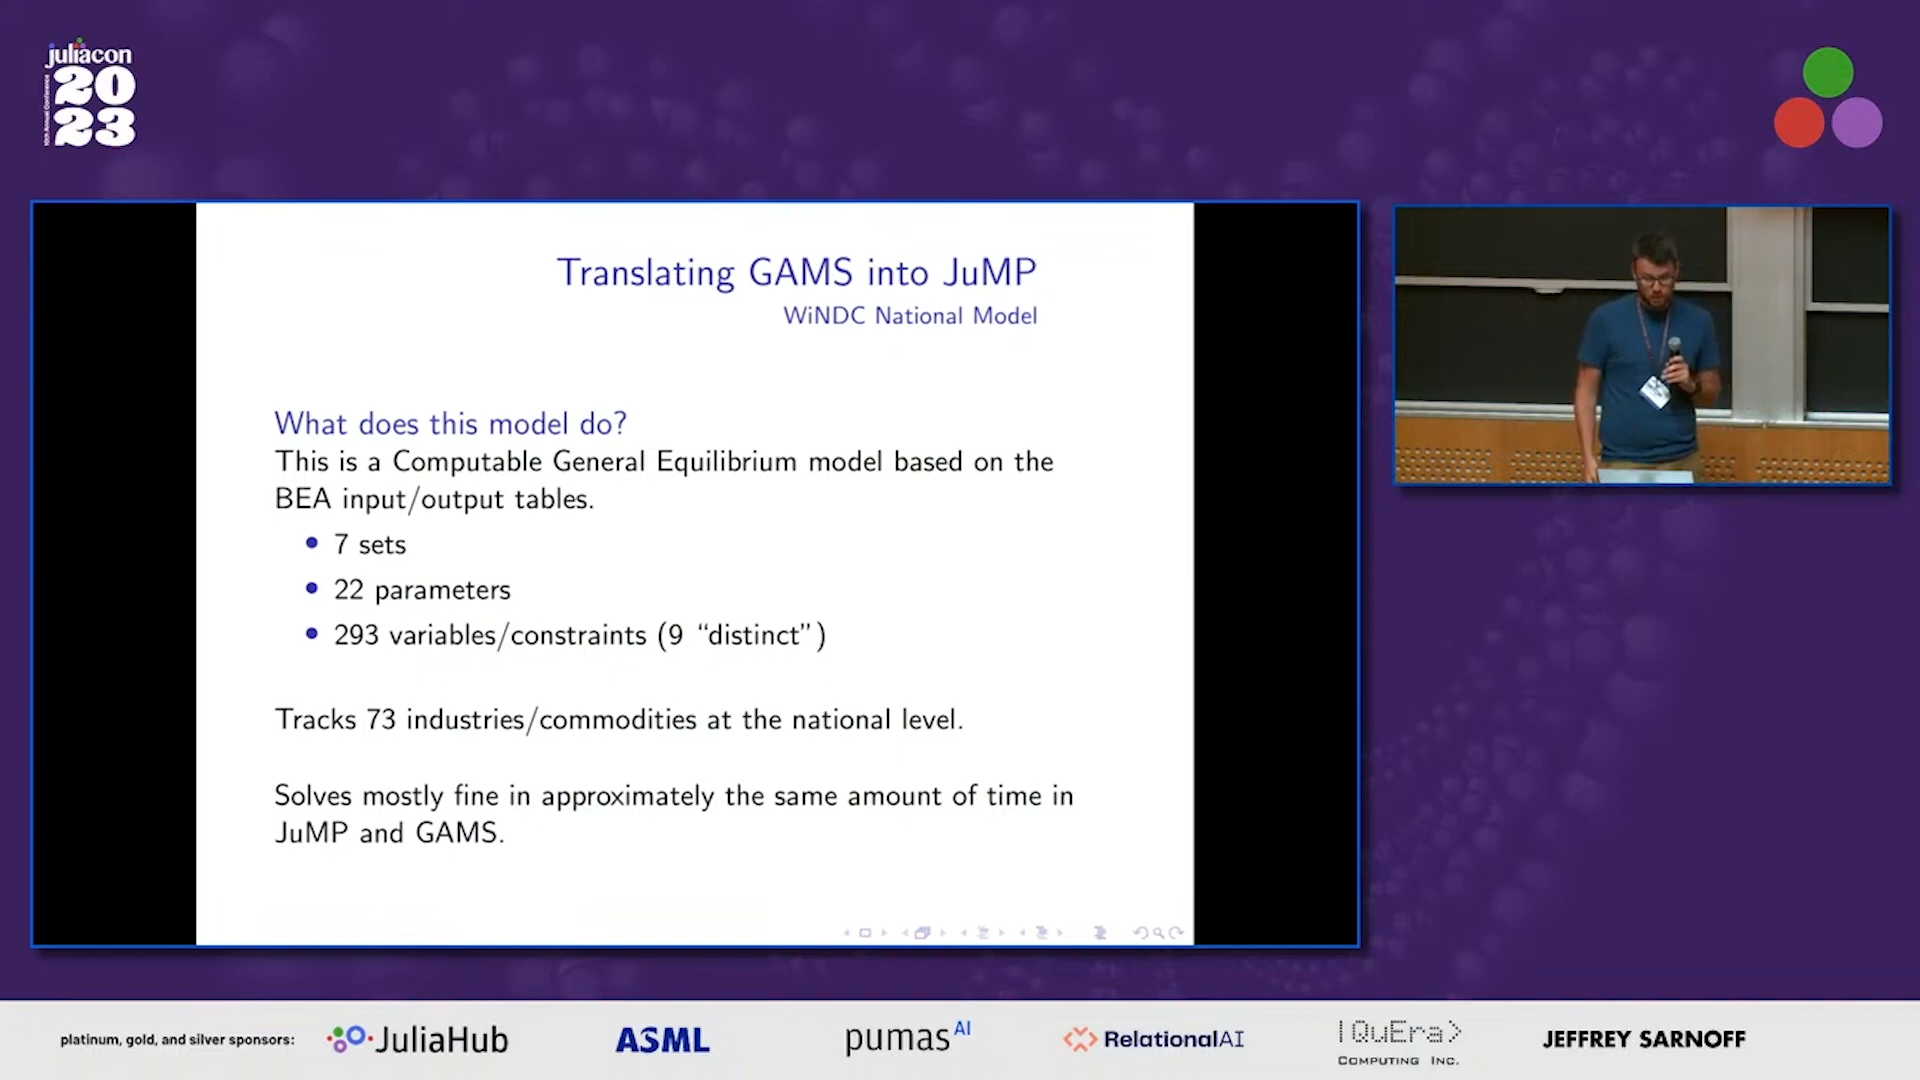 juliacon
20
23
Translating GAMS into JuMP
WiNDC National Model
What does this model do?
This is a Computable General Equilibrium model based on the
BEA input/output tables.
• 7 sets
• 22 parameters
• 293 variables/constraints (9 “distinct”)
Tracks 73 industries/commodities at the national level.
Solves mostly fine in approximately the same amount of time in
JuMP and GAMS.
platinum, gold, and silver sponsors:
JuliaHub
ASML
pumasAI
RelationalAI
|QuEra>
COMPUTING INC.
JEFFREY SARNOFF